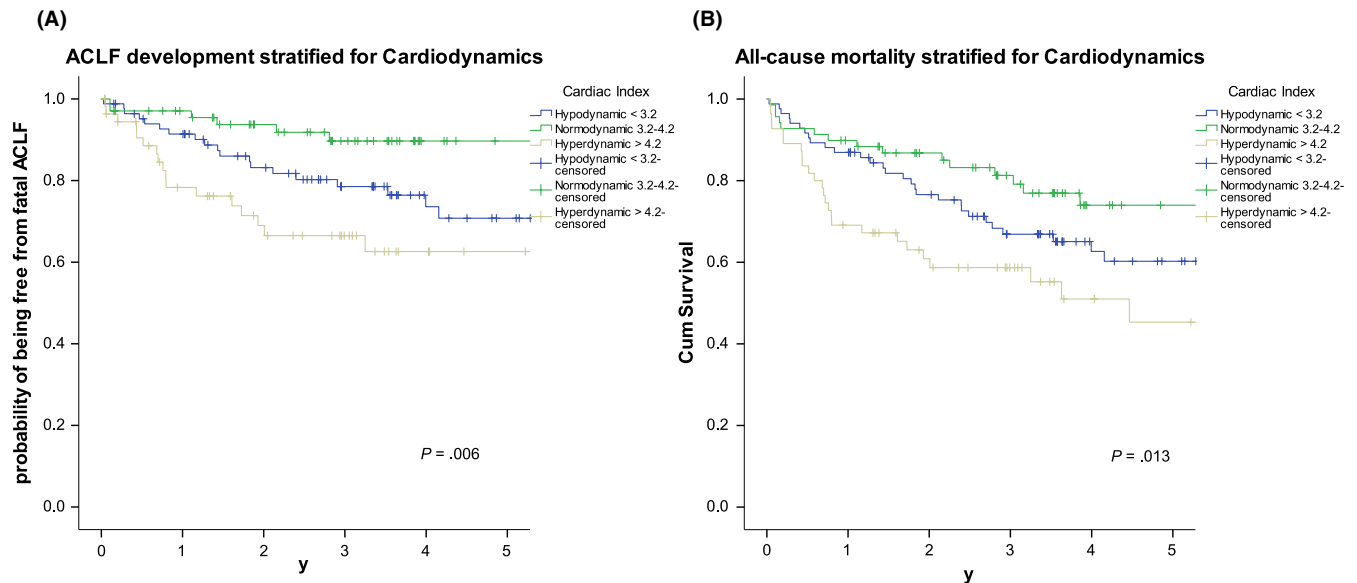 (A)
ACLF development stratified for Cardiodynamics
Cardiac Index
Hypodynamic < 3.2
Normodynamic 3.2-4.2
Hyperdynamic > 4.2
Hypodynamic < 3.2-
censored
Normodynamic 3.2-4.2-
censored
Hyperdynamic > 4.2-
censored
probability of being free from fatal ACLF
1.0
0.8
0.6
0.4
0.2
0.0
P = .006
0 1 2 3 4 5
y
(B)
All-cause mortality stratified for Cardiodynamics
Cardiac Index
Hypodynamic < 3.2
Normodynamic 3.2-4.2
Hyperdynamic > 4.2
Hypodynamic < 3.2-
censored
Normodynamic 3.2-4.2-
censored
Hyperdynamic > 4.2-
censored
Cum Survival
1.0
0.8
0.6
0.4
0.2
0.0
P = .013
0 1 2 3 4 5
y